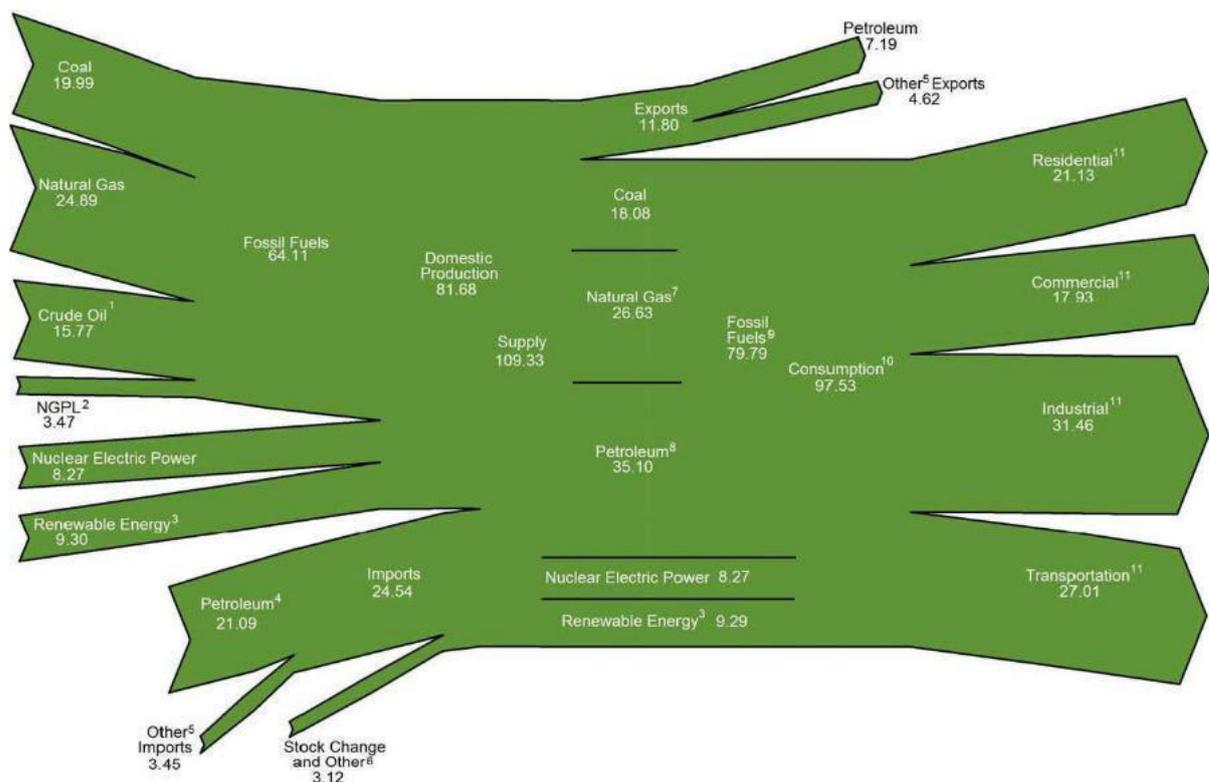 Coal
19.99
Natural Gas
24.89
Crude Oil¹
15.77
NGPL²
3.47
Nuclear Electric Power
8.27
Renewable Energy³
9.30
Petroleum⁴
21.09
Other⁵
Imports
3.45
Stock Change
and Other⁶
3.12
Imports
24.54
Fossil Fuels
64.11
Domestic
Production
81.68
Supply
109.33
Exports
11.80
Petroleum
7.19
Other⁵ Exports
4.62
Coal
18.08
Natural Gas⁷
26.63
Petroleum⁸
35.10
Nuclear Electric Power 8.27
Renewable Energy³ 9.29
Fossil
Fuels⁹
79.79
Consumption¹⁰
97.53
Residential¹¹
21.13
Commercial¹¹
17.93
Industrial¹¹
31.46
Transportation¹¹
27.01